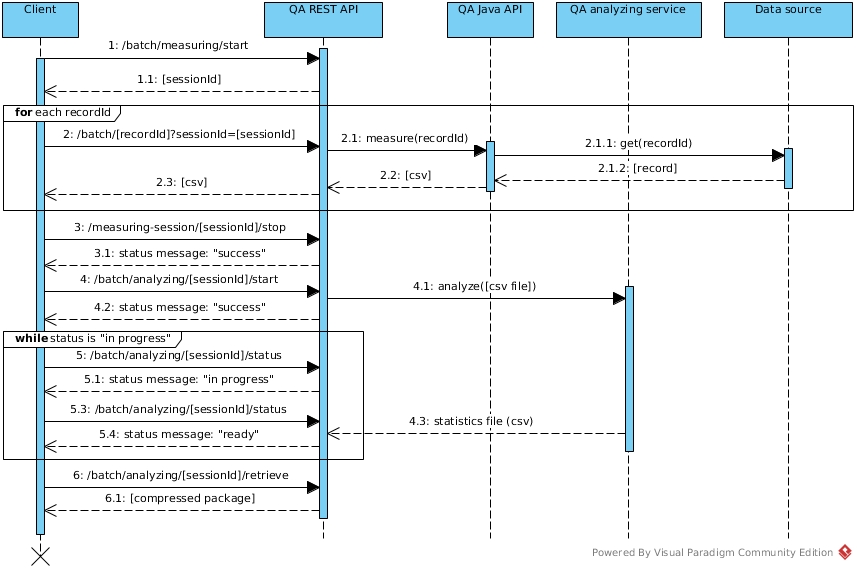 Client
QA REST API
QA Java API
QA analyzing service
Data source
1: /batch/measuring/start
1.1: [sessionId]
for each recordId
2: /batch/[recordId]?sessionId=[sessionId]
2.1: measure(recordId)
2.1.1: get(recordId)
2.1.2: [record]
2.2: [csv]
2.3: [csv]
3: /measuring-session/[sessionId]/stop
3.1: status message: "success"
4: /batch/analyzing/[sessionId]/start
4.1: analyze([csv file])
4.2: status message: "success"
while status is "in progress"
5: /batch/analyzing/[sessionId]/status
5.1: status message: "in progress"
5.3: /batch/analyzing/[sessionId]/status
4.3: statistics file (csv)
5.4: status message: "ready"
6: /batch/analyzing/[sessionId]/retrieve
6.1: [compressed package]
Powered By Visual Paradigm Community Edition